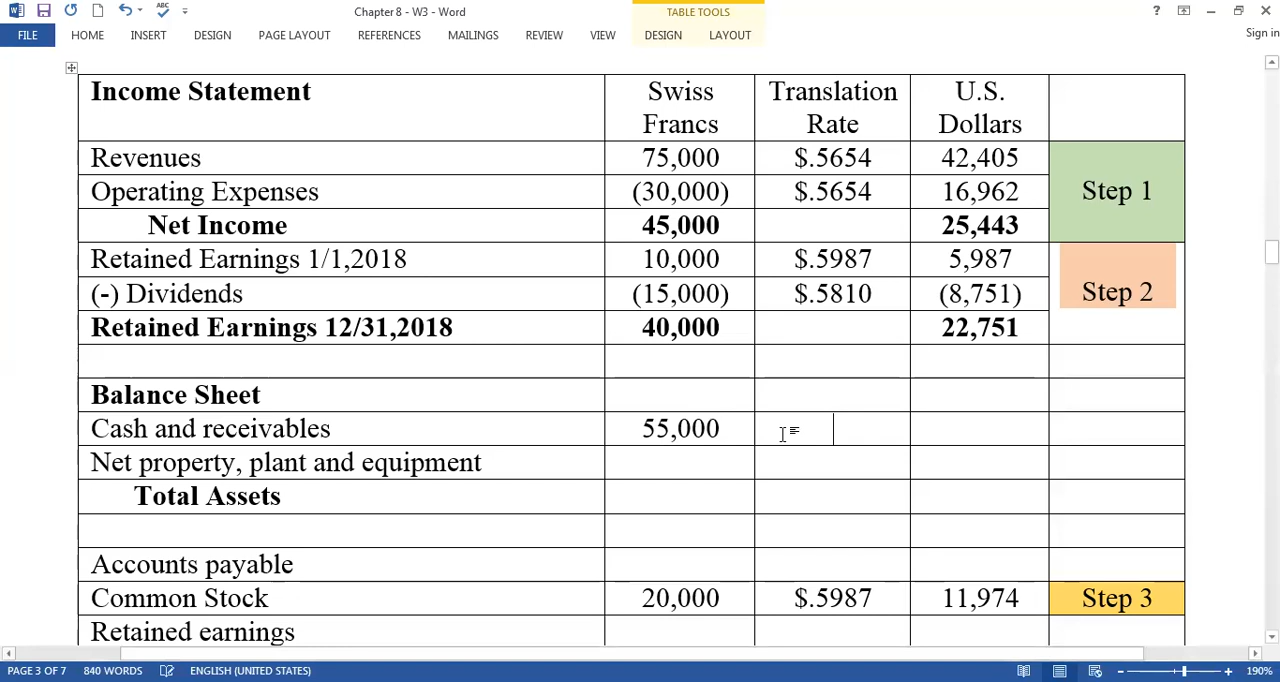 Chapter 8 - W3 - Word
TABLE TOOLS
?
FILE HOME INSERT DESIGN PAGE LAYOUT REFERENCES MAILINGS REVIEW VIEW DESIGN LAYOUT Sign in
Income Statement Swiss Francs Translation Rate U.S. Dollars
Revenues 75,000 $.5654 42,405
Operating Expenses (30,000) $.5654 16,962 Step 1
Net Income 45,000 25,443
Retained Earnings 1/1,2018 10,000 $.5987 5,987
(-) Dividends (15,000) $.5810 (8,751) Step 2
Retained Earnings 12/31,2018 40,000 22,751
Balance Sheet
Cash and receivables 55,000
Net property, plant and equipment
Total Assets
Accounts payable
Common Stock 20,000 $.5987 11,974 Step 3
Retained earnings
PAGE 3 OF 7 840 WORDS ENGLISH (UNITED STATES) 190%